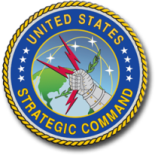 UNITED STATES
STRATEGIC COMMAND